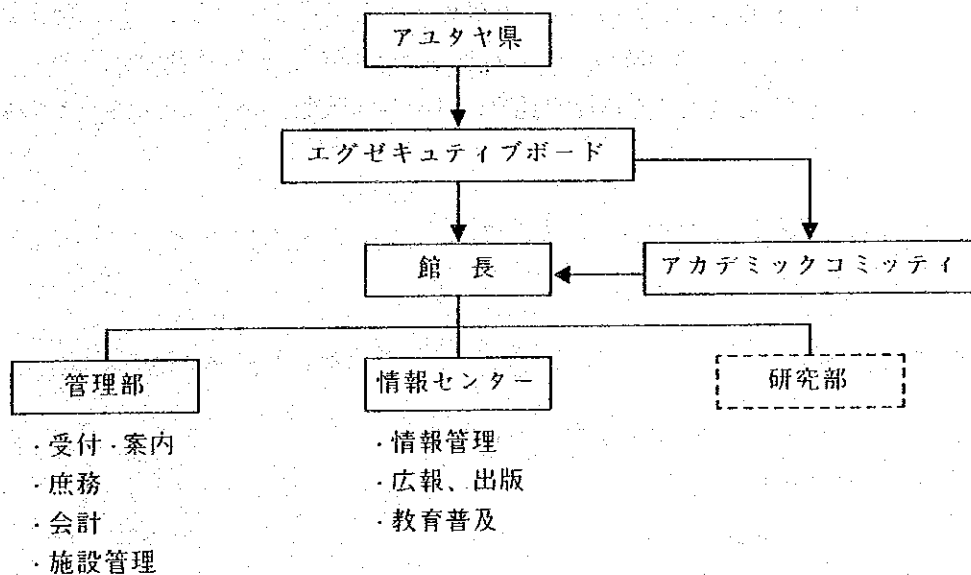 アユタヤ県
エグゼキュティブボード
館 長
アカデミックコミッティ
管理部
情報センター
研究部
・受付・案内
・庶務
・会計
・施設管理
・情報管理
・広報、出版
・教育普及